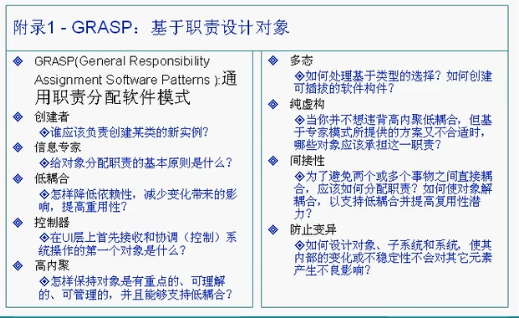 附录1 - GRASP：基于职责设计对象
GRASP(General Responsibility
Assignment Software Patterns ):通
用职责分配软件模式
创建者
谁应该负责创建某类的新实例？
信息专家
给对象分配职责的基本原则是什么？
低耦合
怎样降低依赖性，减少变化带来的影
响，提高重用性？
控制器
在UI层上首先接收和协调（控制）系
统操作的第一个对象是什么？
高内聚
怎样保持对象是有重点的、可理解
的、可管理的，并且能够支持低耦合？
多态
如何处理基于类型的选择？如何创建
可插拔的软件构件？
纯虚构
当你并不想违背高内聚低耦合，但基
于专家模式所提供的方案又不合适时，
哪些对象应该承担这一职责？
间接性
为了避免两个或多个事物之间直接耦
合，应该如何分配职责？如何使对象解
耦合，以支持低耦合并提高复用性潜
力？
防止变异
如何设计对象、子系统和系统，使其
内部的变化或不稳定性不会对其它元素
产生不良影响？